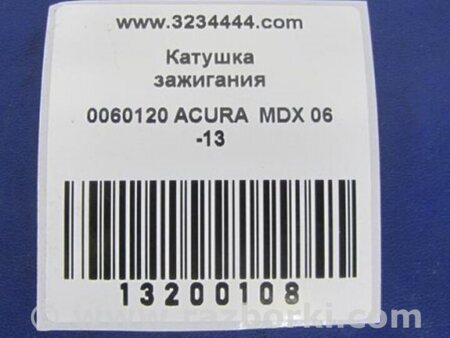 www.3234444.com
Катушка
зажигания
0060120 ACURA MDX 06
-13
13200108
© www.razborki.com